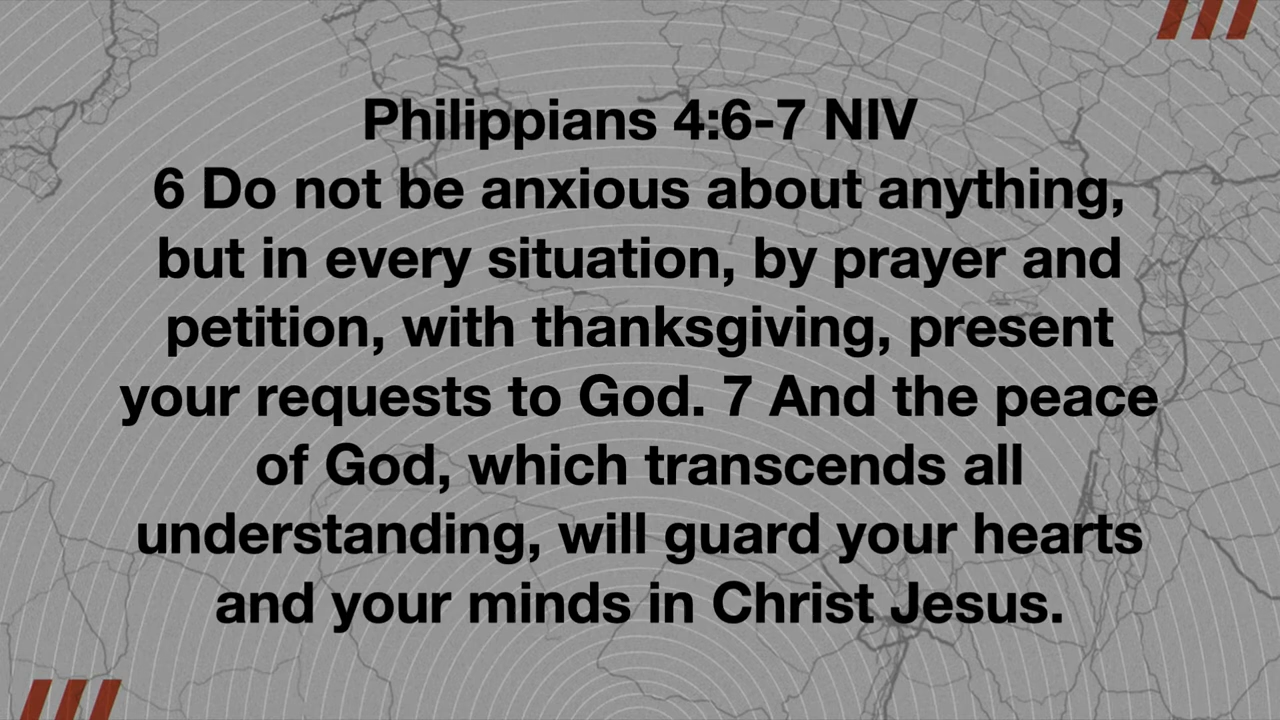 Philippians 4:6-7 NIV
6 Do not be anxious about anything,
but in every situation, by prayer and
petition, with thanksgiving, present
your requests to God. 7 And the peace
of God, which transcends all
understanding, will guard your hearts
and your minds in Christ Jesus.